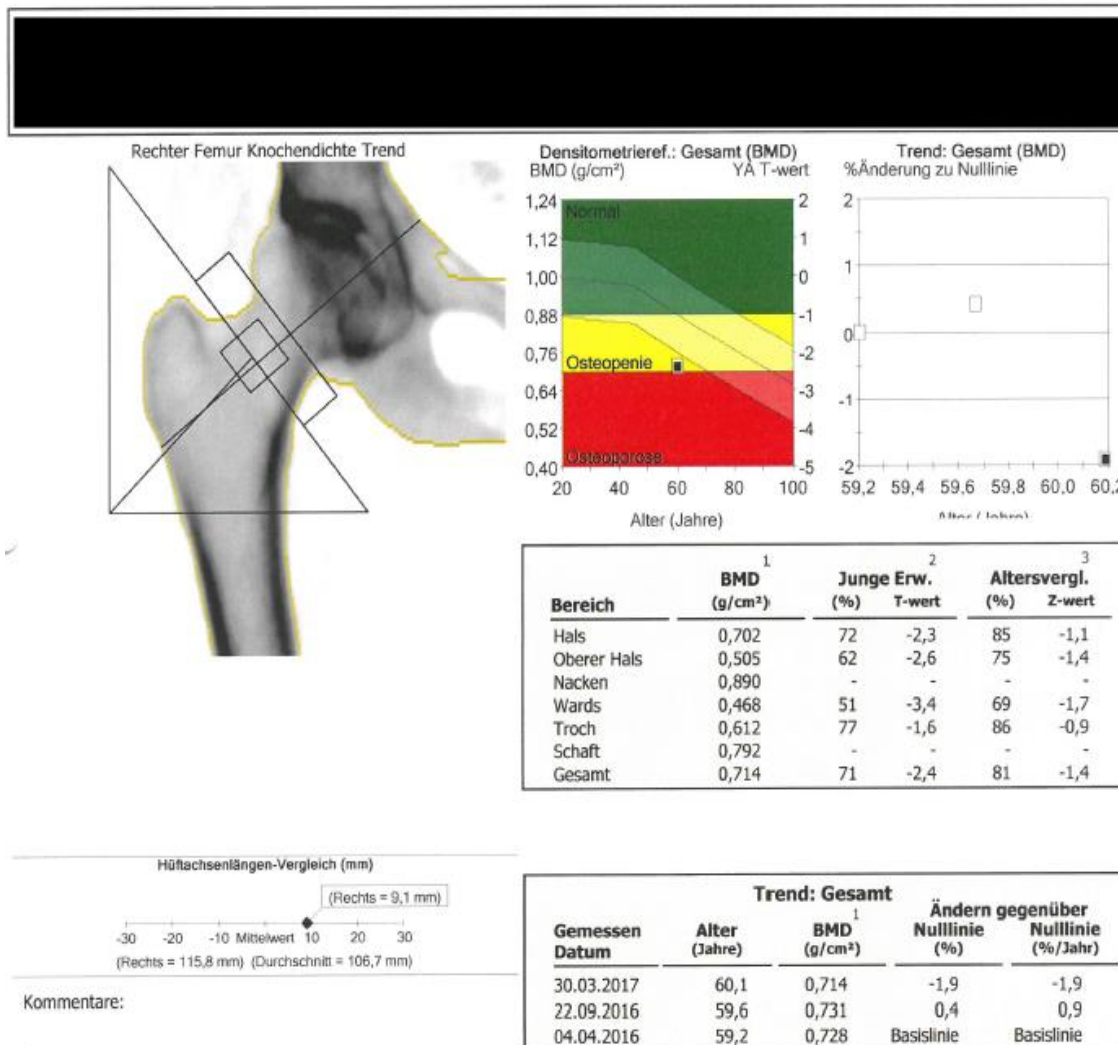 Rechter Femur Knochendichte Trend
Densitometrieref.: Gesamt (BMD)
BMD (g/cm²) YA T-wert
1,24 2
Normal
1,12 1
1,00 0
0,88 -1
0,76 -2
Osteopenie
0,64 -3
0,52 -4
Osteoporose
0,40 -5
20 40 60 80 100
Alter (Jahre)
Trend: Gesamt (BMD)
%Änderung zu Nulllinie
2
1
0
-1
-2
59,2 59,4 59,6 59,8 60,0 60,2
Alter (Jahre)
1 2 3
BMD Junge Erw. Altersvergl.
Bereich (g/cm²) (%) T-wert (%) Z-wert
Hals 0,702 72 -2,3 85 -1,1
Oberer Hals 0,505 62 -2,6 75 -1,4
Nacken 0,890 - - - -
Wards 0,468 51 -3,4 69 -1,7
Troch 0,612 77 -1,6 86 -0,9
Schaft 0,792 - - - -
Gesamt 0,714 71 -2,4 81 -1,4
Hüftachsenlängen-Vergleich (mm)
(Rechts = 9,1 mm)
-30 -20 -10 Mittelwert 10 20 30
(Rechts = 115,8 mm) (Durchschnitt = 106,7 mm)
Kommentare:
Trend: Gesamt
1 Ändern gegenüber
Gemessen Alter BMD Nulllinie Nulllinie
Datum (Jahre) (g/cm²) (%) (%/Jahr)
30.03.2017 60,1 0,714 -1,9 -1,9
22.09.2016 59,6 0,731 0,4 0,9
04.04.2016 59,2 0,728 Basislinie Basislinie